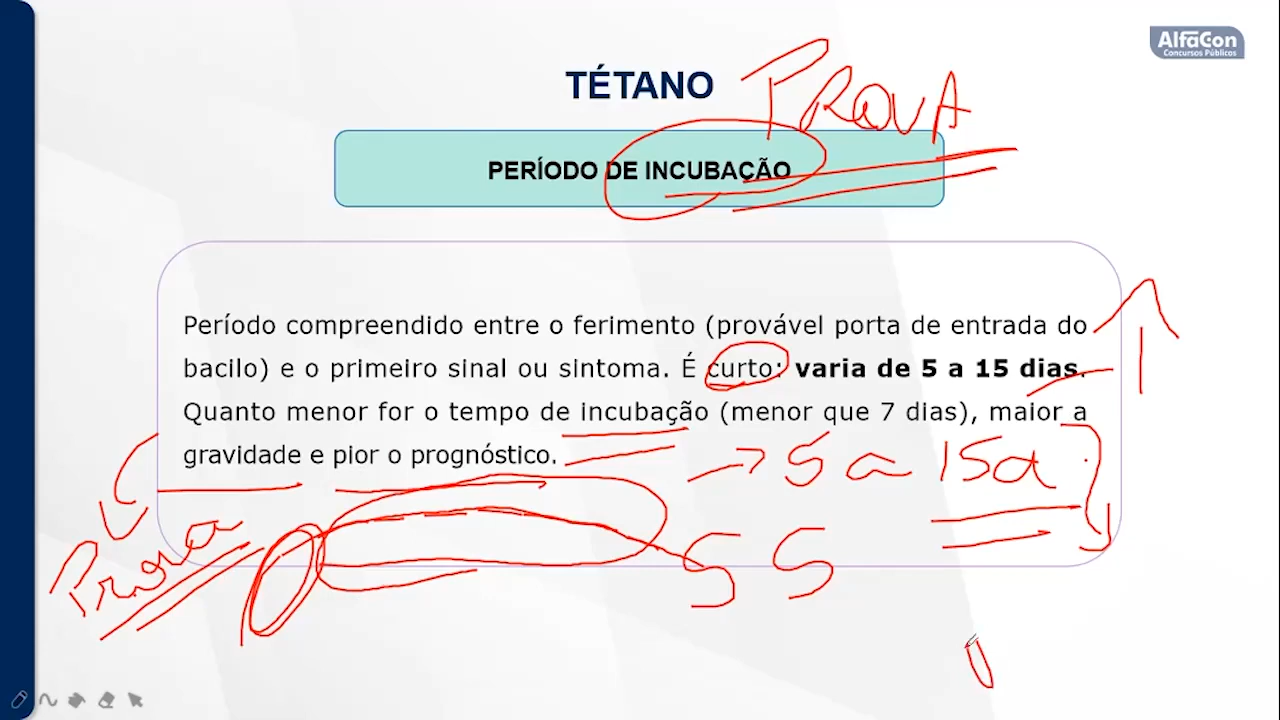 AlfaCon
Concursos Públicos
TÉTANO
PROVA
PERÍODO DE INCUBAÇÃO
Período compreendido entre o ferimento (provável porta de entrada do
bacilo) e o primeiro sinal ou sintoma. É curto: varia de 5 a 15 dias.
Quanto menor for o tempo de incubação (menor que 7 dias), maior a
gravidade e pior o prognóstico.
5 a 15d
Prova